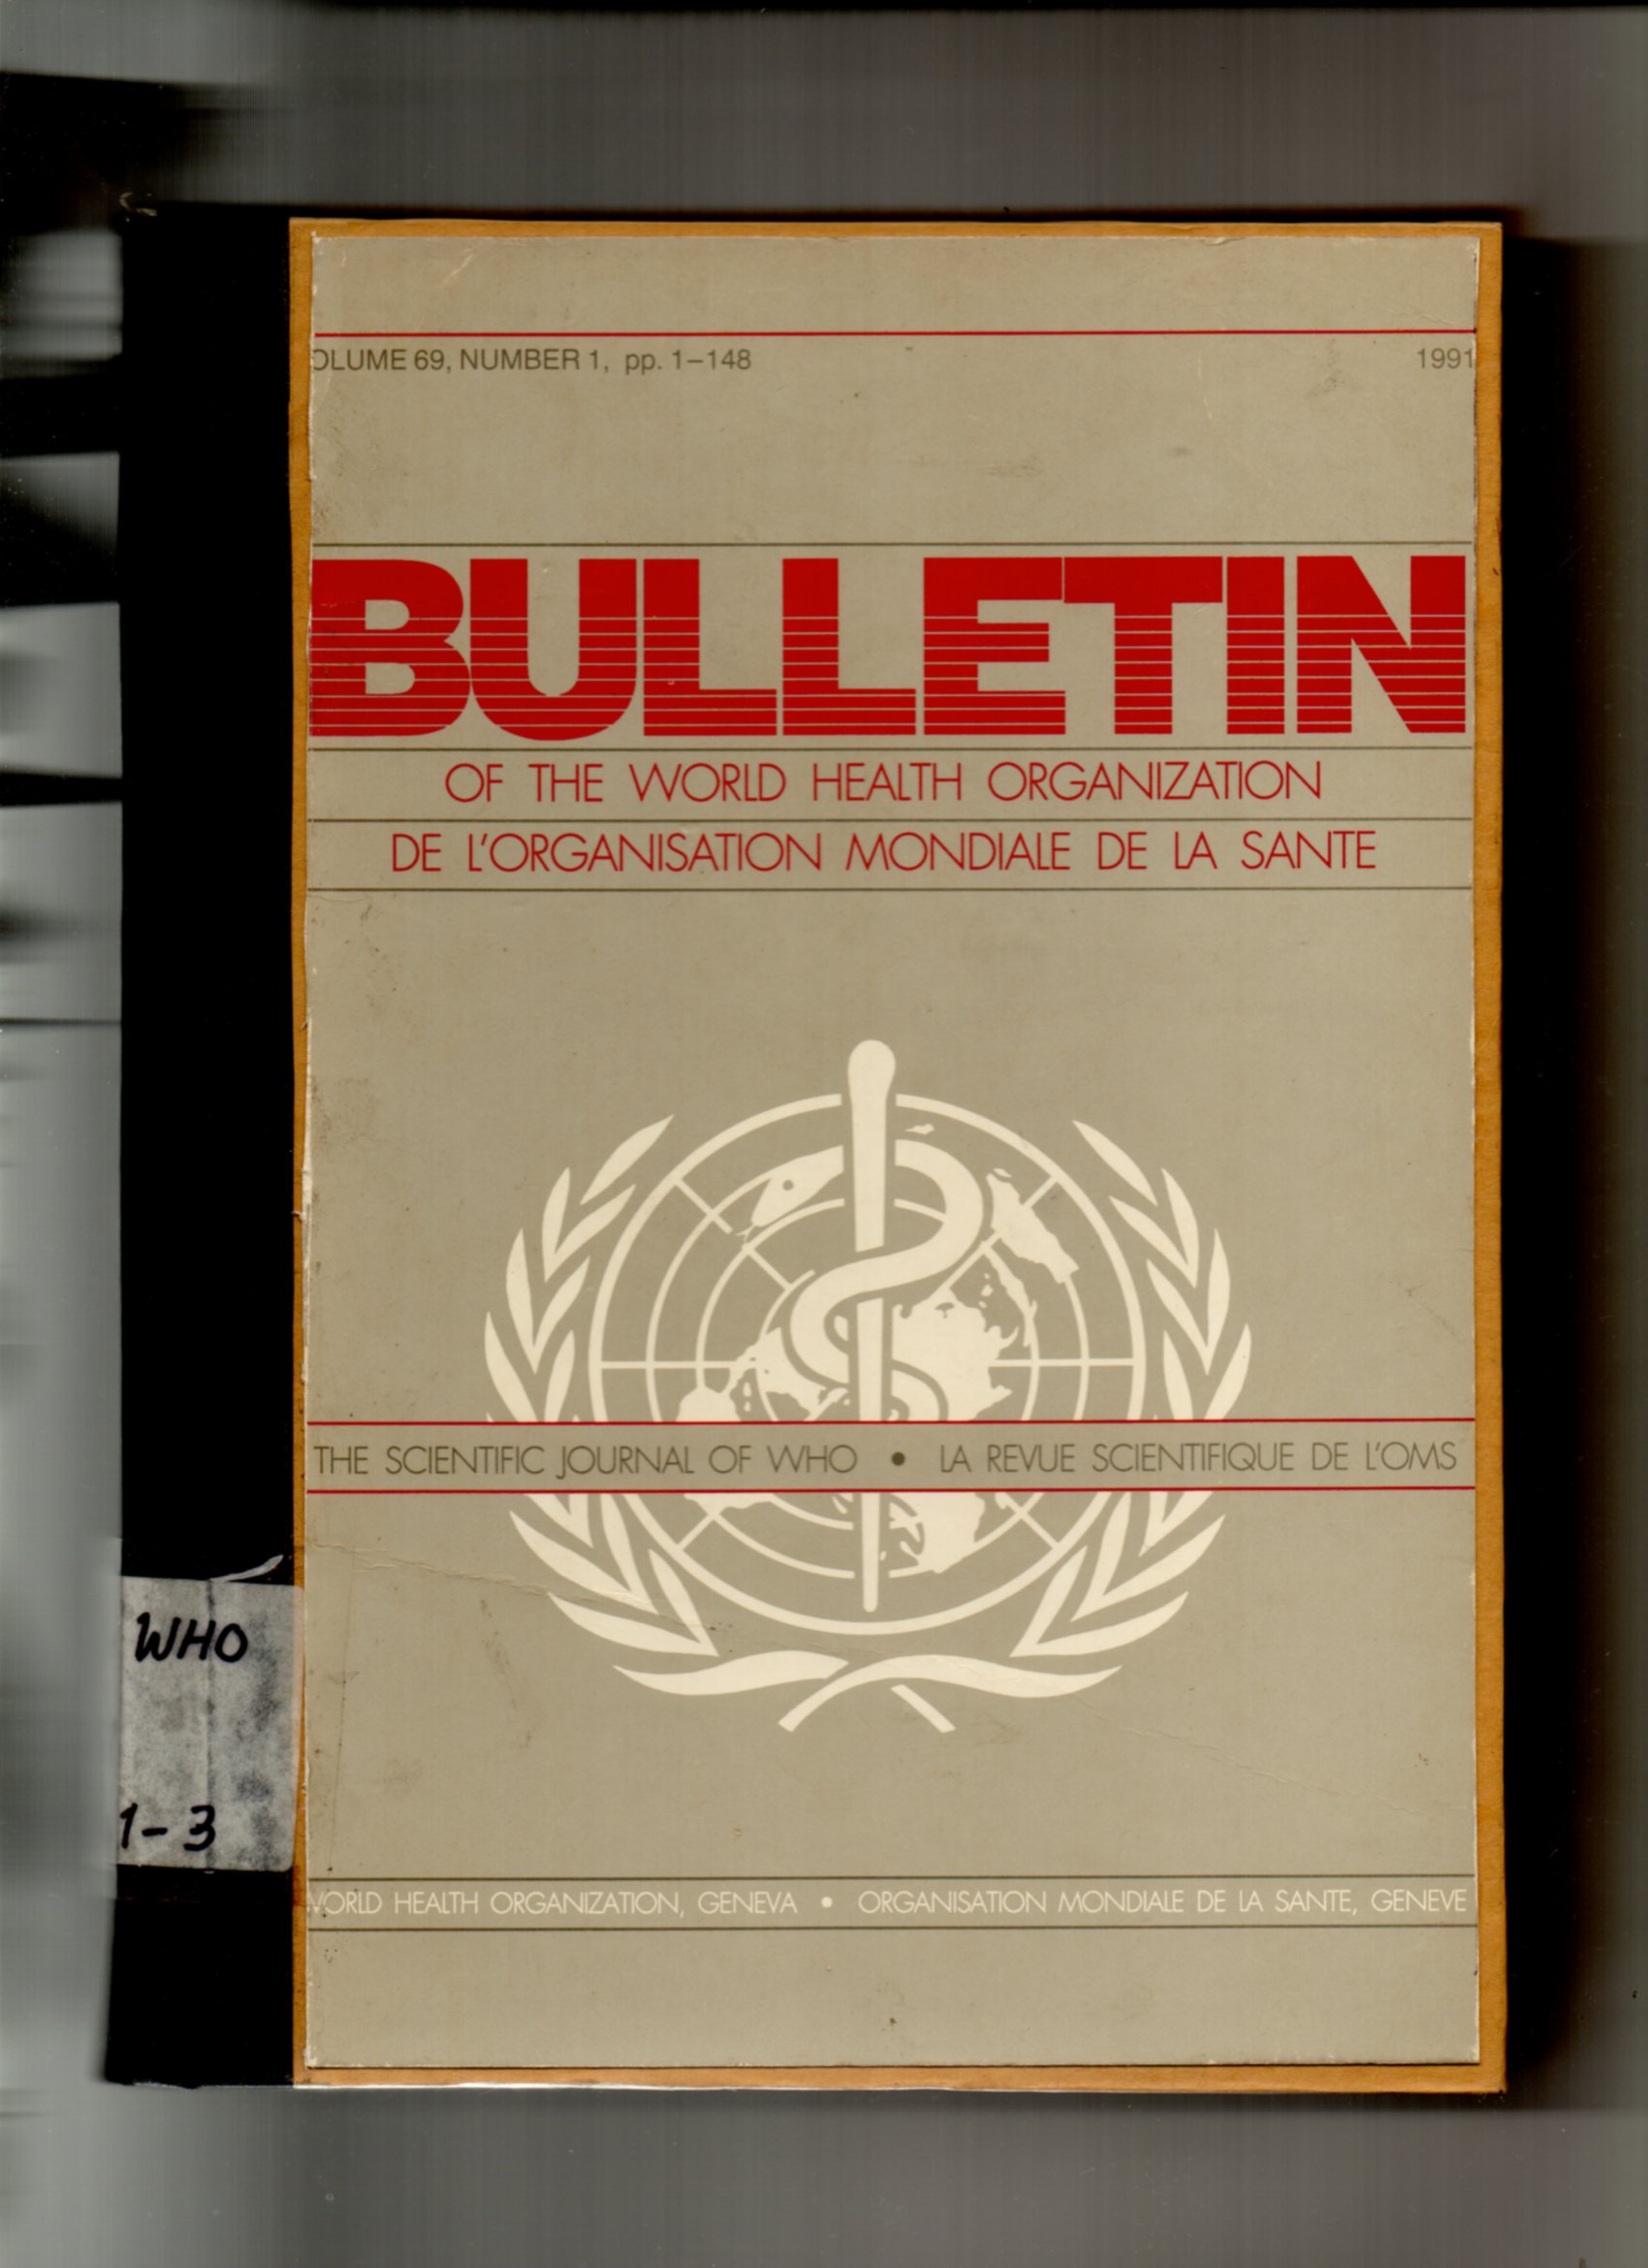 OLUME 69, NUMBER 1, pp. 1–148 1991
BULLETIN
OF THE WORLD HEALTH ORGANIZATION
DE L'ORGANISATION MONDIALE DE LA SANTE
THE SCIENTIFIC JOURNAL OF WHO • LA REVUE SCIENTIFIQUE DE L'OMS
WHO
1-3
WORLD HEALTH ORGANIZATION, GENEVA • ORGANISATION MONDIALE DE LA SANTE, GENEVE